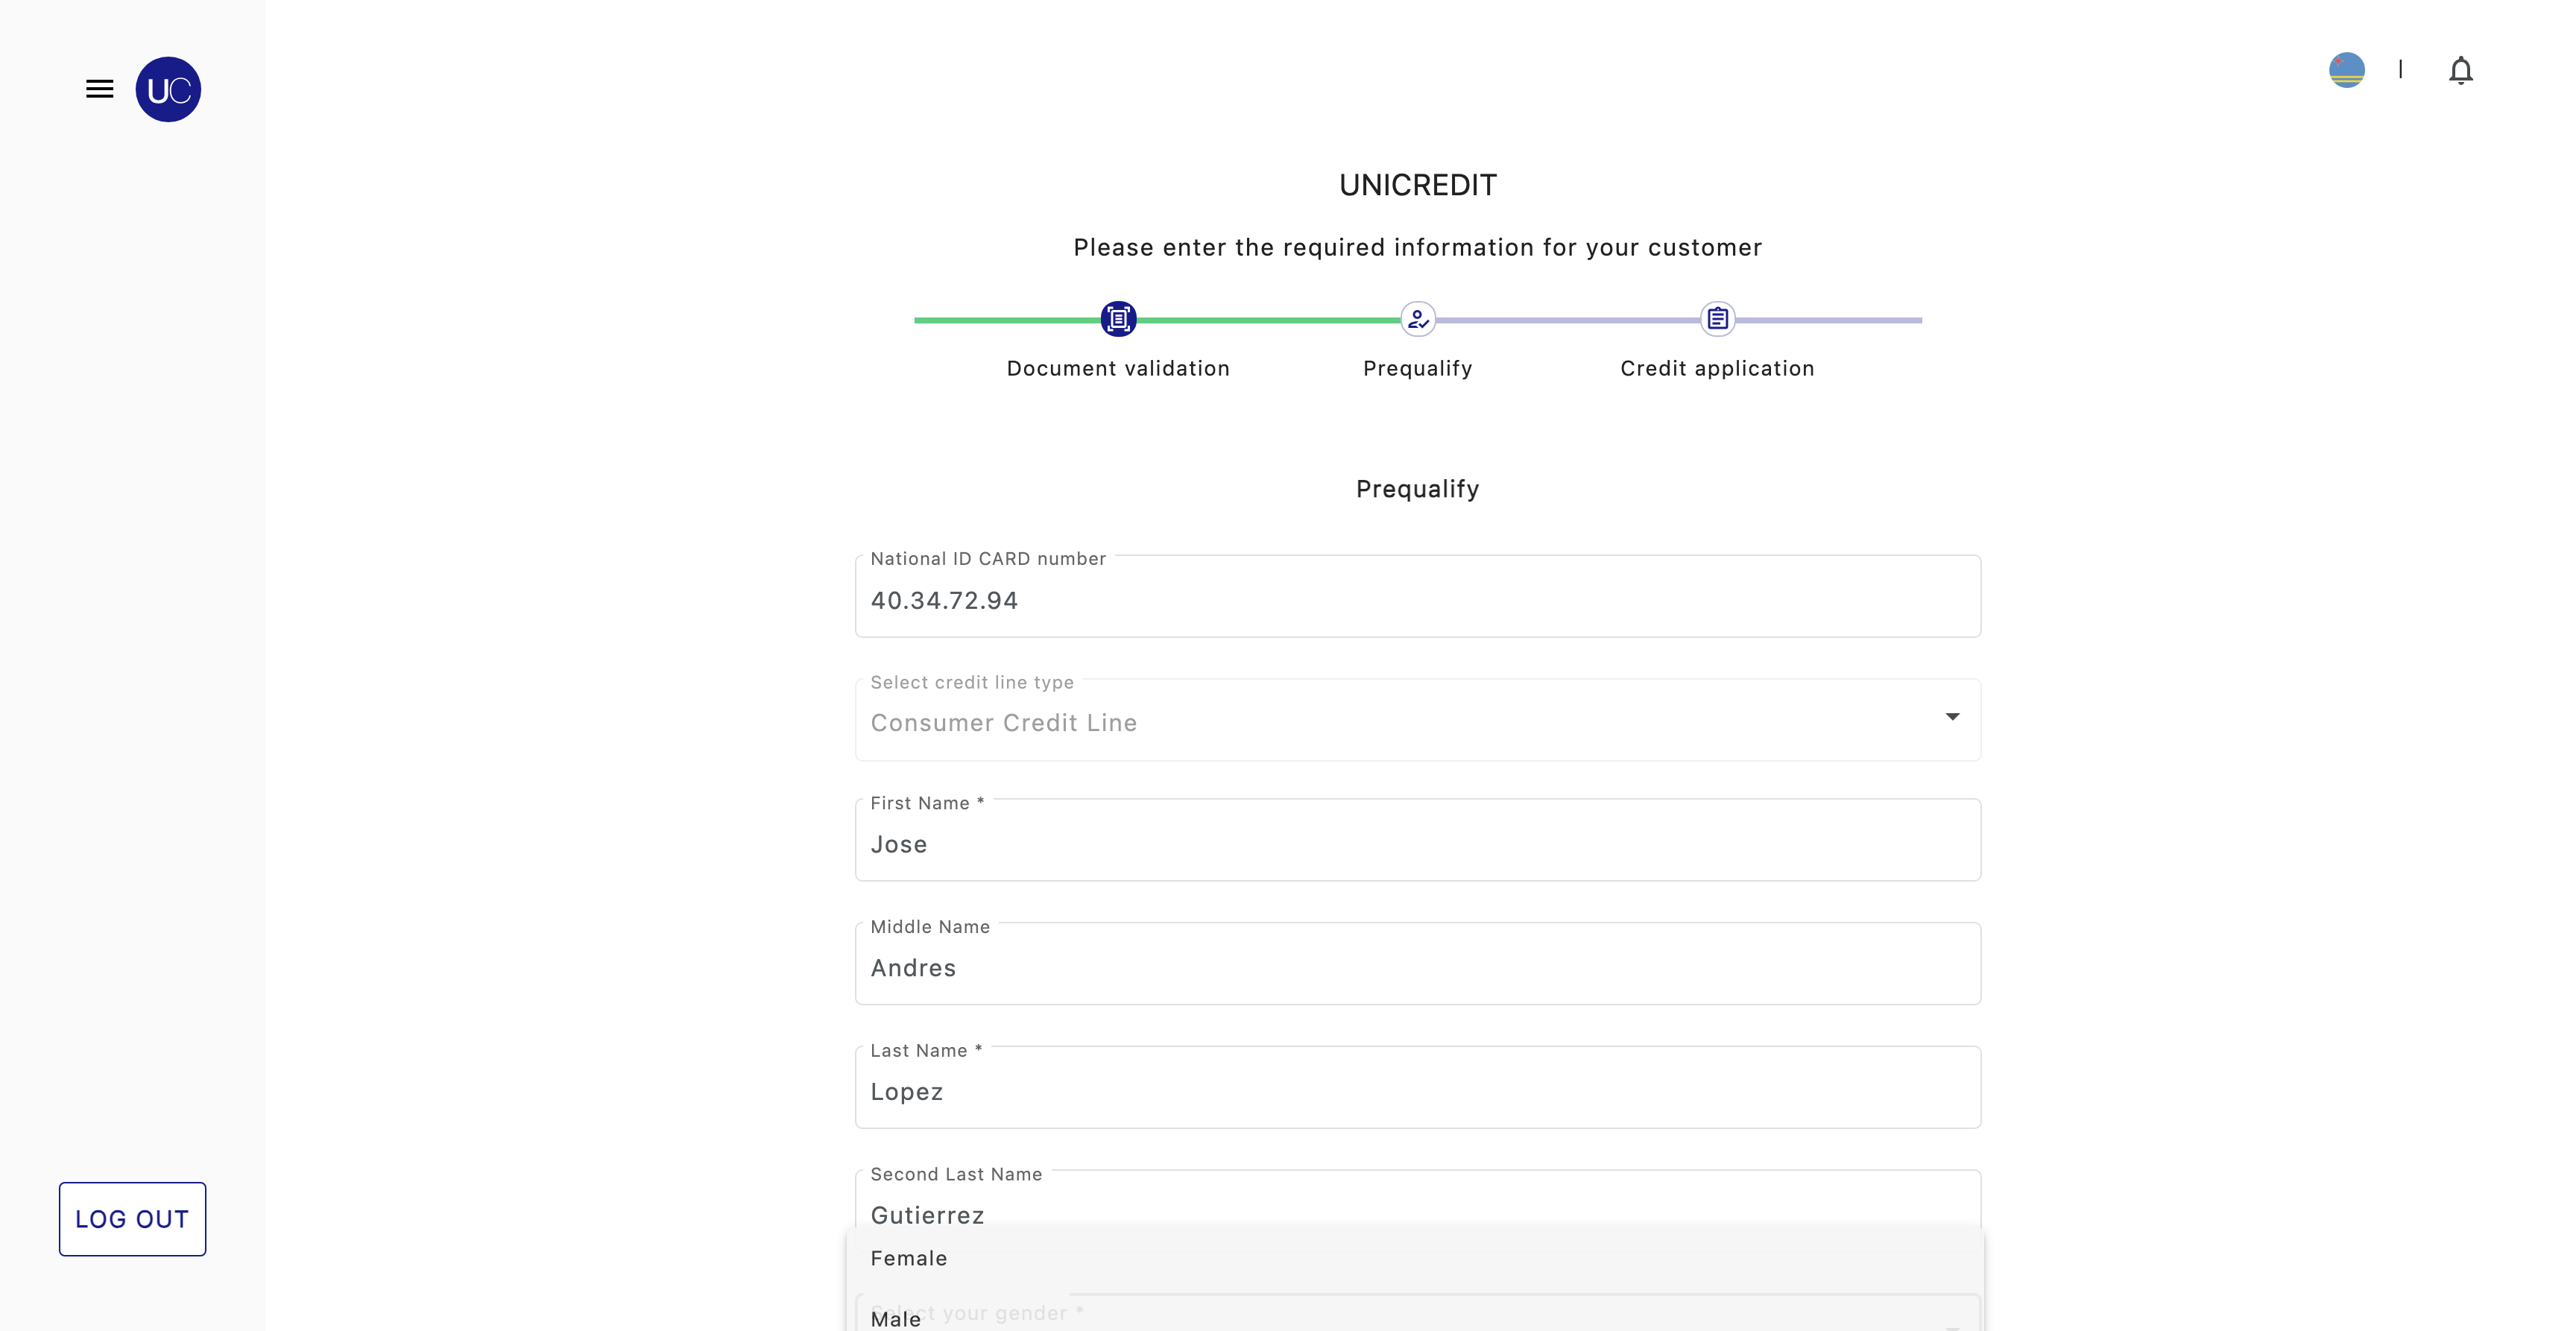 UC
UNICREDIT
Please enter the required information for your customer
Document validation
Prequalify
Credit application
Prequalify
National ID CARD number
40.34.72.94
Select credit line type
Consumer Credit Line
First Name *
Jose
Middle Name
Andres
Last Name *
Lopez
Second Last Name
Gutierrez
Female
Select your gender *
Male
LOG OUT